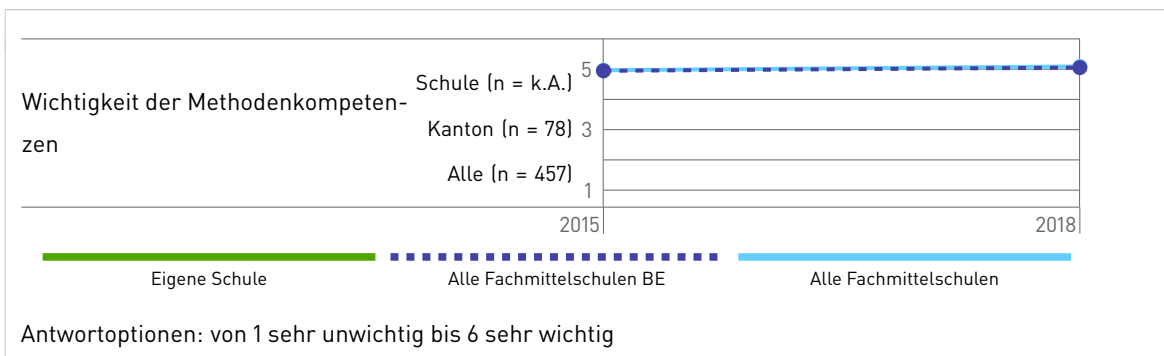 Wichtigkeit der Methodenkompeten-
zen
Schule (n = k.A.)
Kanton (n = 78)
Alle (n = 457)
5
3
1
2015
2018
Eigene Schule
Alle Fachmittelschulen BE
Alle Fachmittelschulen
Antwortoptionen: von 1 sehr unwichtig bis 6 sehr wichtig